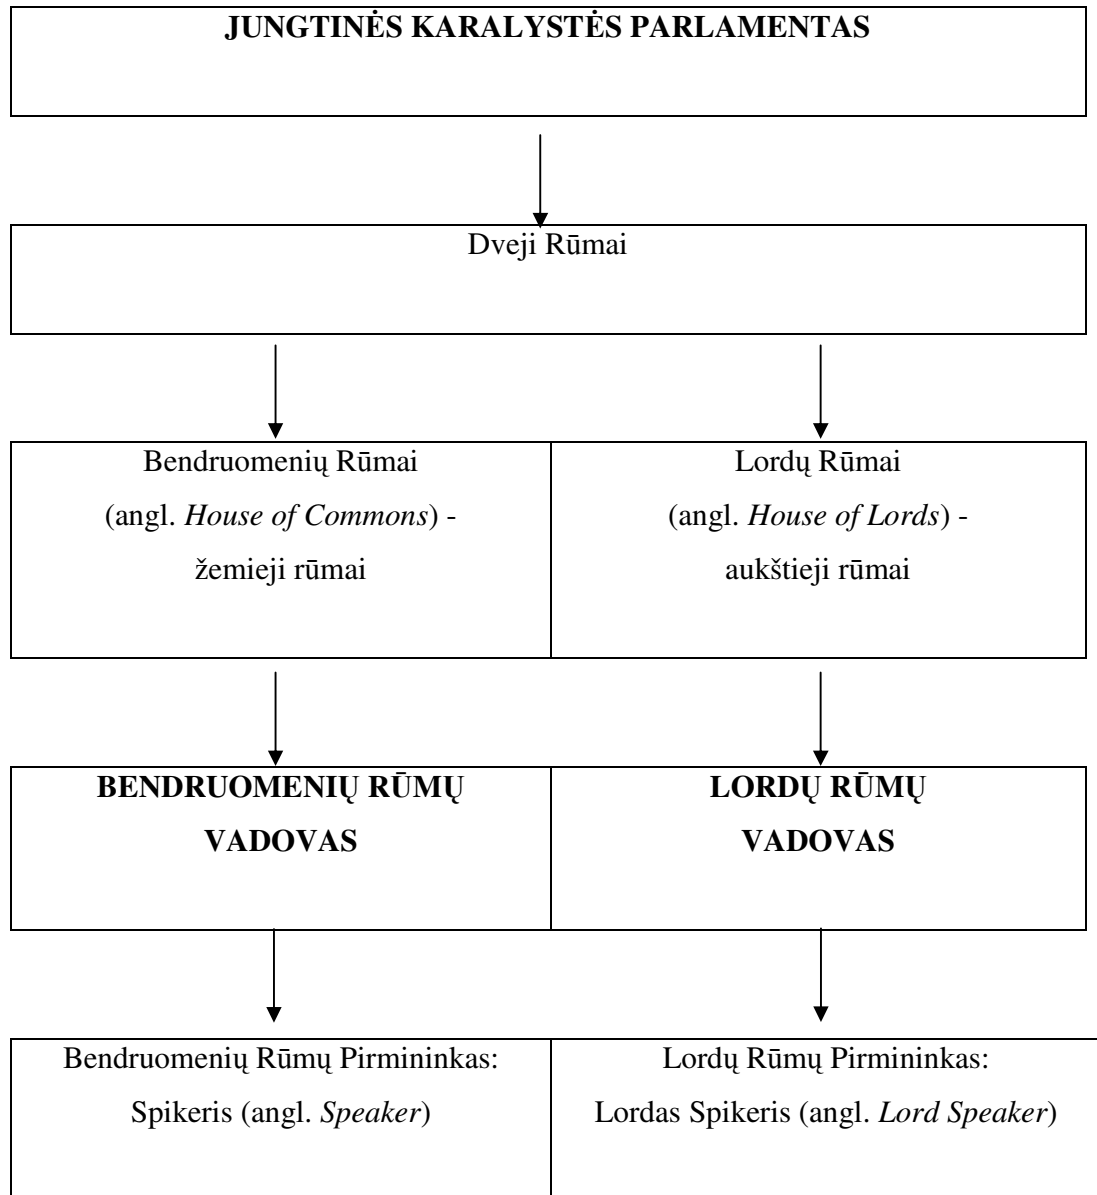 JUNGTINĖS KARALYSTĖS PARLAMENTAS
Dveji Rūmai
Bendruomenių Rūmai
(angl. House of Commons) -
žemieji rūmai
Lordų Rūmai
(angl. House of Lords) -
aukštieji rūmai
BENDRUOMENIŲ RŪMŲ
VADOVAS
LORDŲ RŪMŲ
VADOVAS
Bendruomenių Rūmų Pirmininkas:
Spikeris (angl. Speaker)
Lordų Rūmų Pirmininkas:
Lordas Spikeris (angl. Lord Speaker)